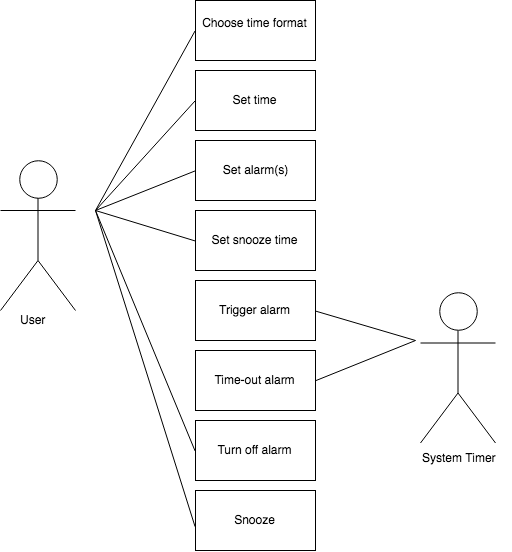 Choose time format
Set time
Set alarm(s)
Set snooze time
User
Trigger alarm
Time-out alarm
Turn off alarm
System Timer
Snooze